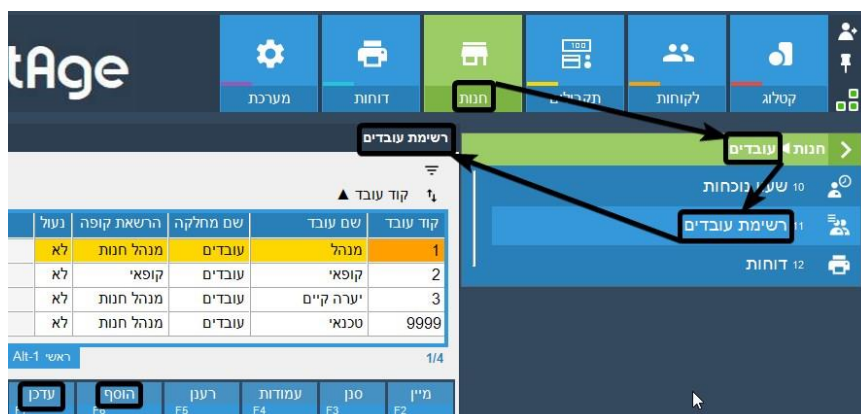 tAge
מערכת
דוחות
חנות
תקבולים
לקוחות
קטלוג
חנות עובדים
10 שעון נוכחות
11 רשימת עובדים
12 דוחות
רשימת עובדים
קוד עובד ▲
קוד עובד שם עובד שם מחלקה הרשאת קופה נעול
1 מנהל עובדים מנהל חנות לא
2 קופאי עובדים קופאי לא
3 יערה קיים עובדים מנהל חנות לא
9999 טכנאי עובדים מנהל חנות לא
1/4
ראשי Alt-1
מיין סנן עמודות רענן הוסף עדכן
F2 F3 F4 F5 F6